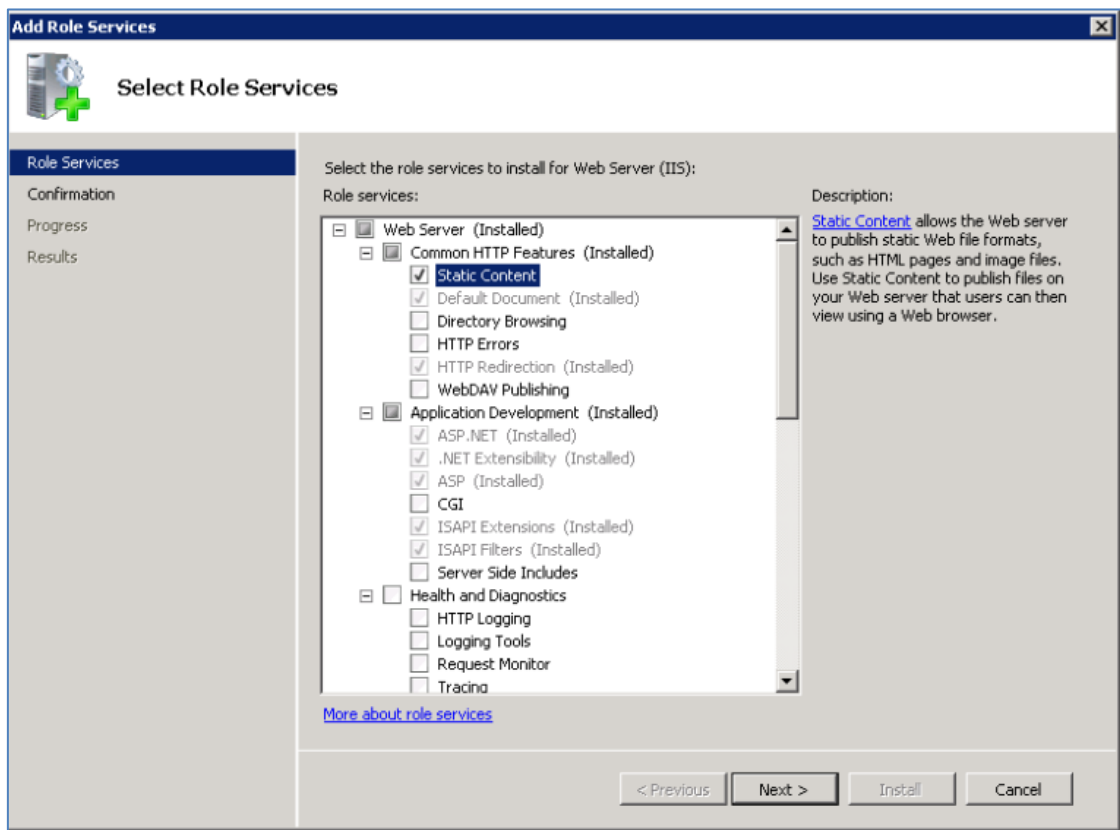 Add Role Services
Select Role Services
Role Services
Confirmation
Progress
Results
Select the role services to install for Web Server (IIS):
Role services:
Web Server (Installed)
Common HTTP Features (Installed)
Static Content
Default Document (Installed)
Directory Browsing
HTTP Errors
HTTP Redirection (Installed)
WebDAV Publishing
Application Development (Installed)
ASP.NET (Installed)
.NET Extensibility (Installed)
ASP (Installed)
CGI
ISAPI Extensions (Installed)
ISAPI Filters (Installed)
Server Side Includes
Health and Diagnostics
HTTP Logging
Logging Tools
Request Monitor
Tracing
More about role services
Description:
Static Content allows the Web server
to publish static Web file formats,
such as HTML pages and image files.
Use Static Content to publish files on
your Web server that users can then
view using a Web browser.
< Previous
Next >
Install
Cancel